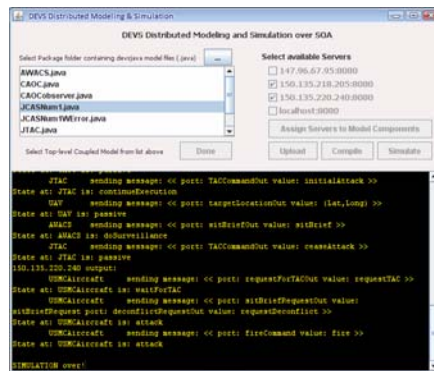 DEVS Distributed Modeling & Simulation
DEVS Distributed Modeling and Simulation over SOA
Select Package folder containing devsjava model files (.java)
...
Select available Servers
AWACS.java
CAOC.java
CAOCobserver.java
JCASNum1.java
JCASNum1WError.java
JTAC.java
147.96.67.95:8080
150.135.218.205:8080
150.135.220.240:8080
localhost:8080
Assign Servers to Model Components
Select Top-level Coupled Model from list above
Done
Upload
Compile
Simulate
JTAC sending message: << port: TACCommandOut value: initialAttack >>
State at: JTAC is: continueExecution
UAV sending message: << port: targetLocationOut value: (Lat,Long) >>
State at: UAV is: passive
AWACS sending message: << port: sitBriefOut value: sitBrief >>
State at: AWACS is: doSurveillance
JTAC sending message: << port: TACCommandOut value: ceaseAttack >>
State at: JTAC is: passive
150.135.220.240 output:
USMCAircraft sending message: << port: requestForTACOut value: requestTAC >>
State at: USMCAircraft is: waitForTAC
USMCAircraft sending message: << port: sitBriefRequestOut value:
sitBriefRequest port: deconflictRequestOut value: requestDeconflict >>
State at: USMCAircraft is: attack
USMCAircraft sending message: << port: fireCommand value: fire >>
State at: USMCAircraft is: attack
SIMULATION over!